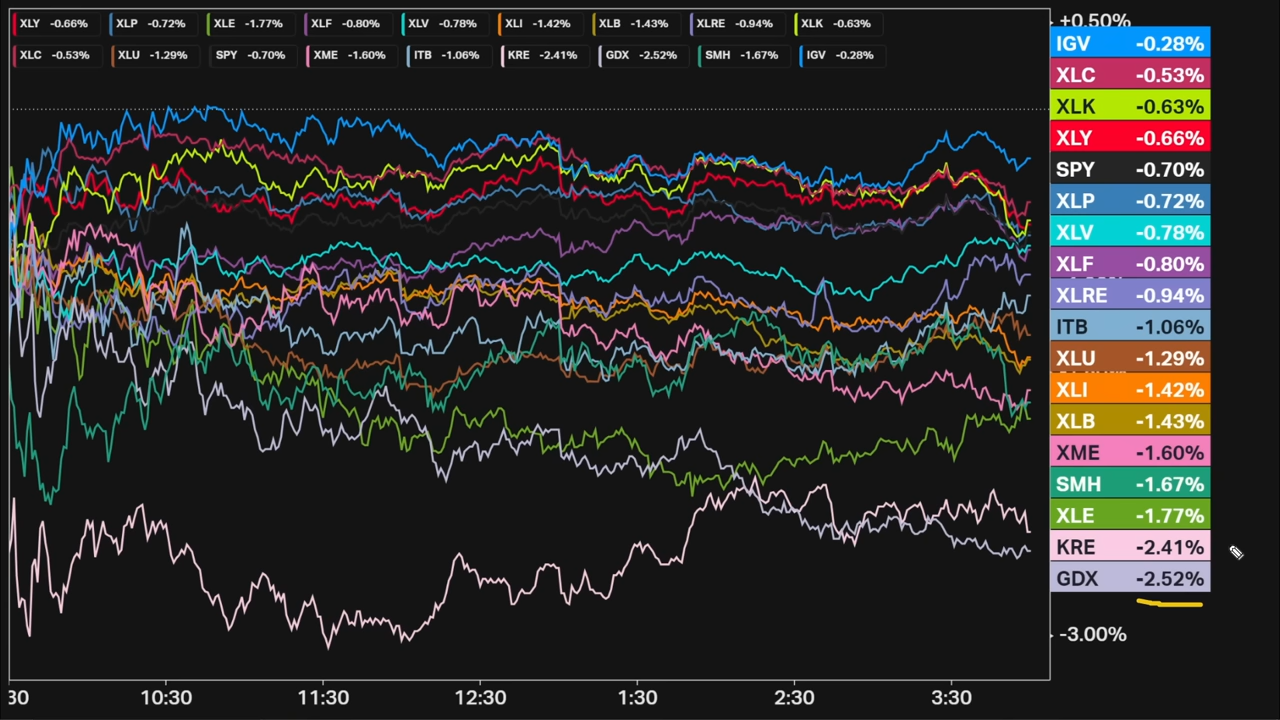 XLY -0.66% XLP -0.72% XLE -1.77% XLF -0.80% XLV -0.78% XLI -1.42% XLB -1.43% XLRE -0.94% XLK -0.63%
XLC -0.53% XLU -1.29% SPY -0.70% XME -1.60% ITB -1.06% KRE -2.41% GDX -2.52% SMH -1.67% IGV -0.28%
+0.50%
IGV -0.28%
XLC -0.53%
XLK -0.63%
XLY -0.66%
SPY -0.70%
XLP -0.72%
XLV -0.78%
XLF -0.80%
XLRE -0.94%
ITB -1.06%
XLU -1.29%
XLI -1.42%
XLB -1.43%
XME -1.60%
SMH -1.67%
XLE -1.77%
KRE -2.41%
GDX -2.52%
-3.00%
30 10:30 11:30 12:30 1:30 2:30 3:30